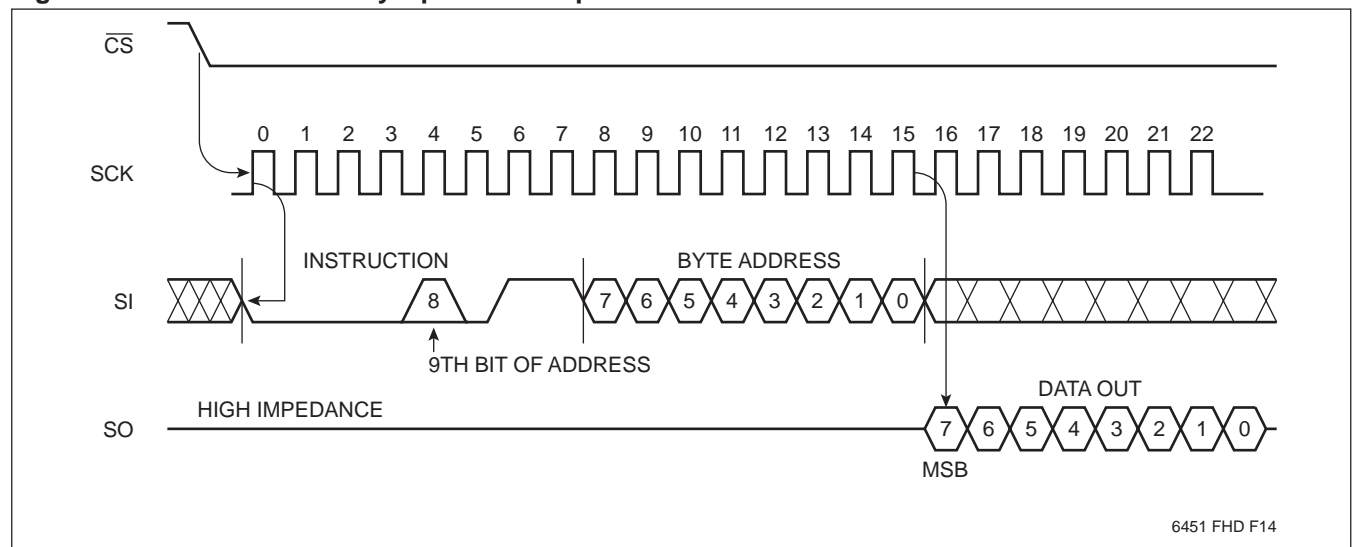 CS
0 1 2 3 4 5 6 7 8 9 10 11 12 13 14 15 16 17 18 19 20 21 22
SCK
INSTRUCTION BYTE ADDRESS
SI 8 7 6 5 4 3 2 1 0
9TH BIT OF ADDRESS
DATA OUT
HIGH IMPEDANCE
SO 7 6 5 4 3 2 1 0
MSB
6451 FHD F14